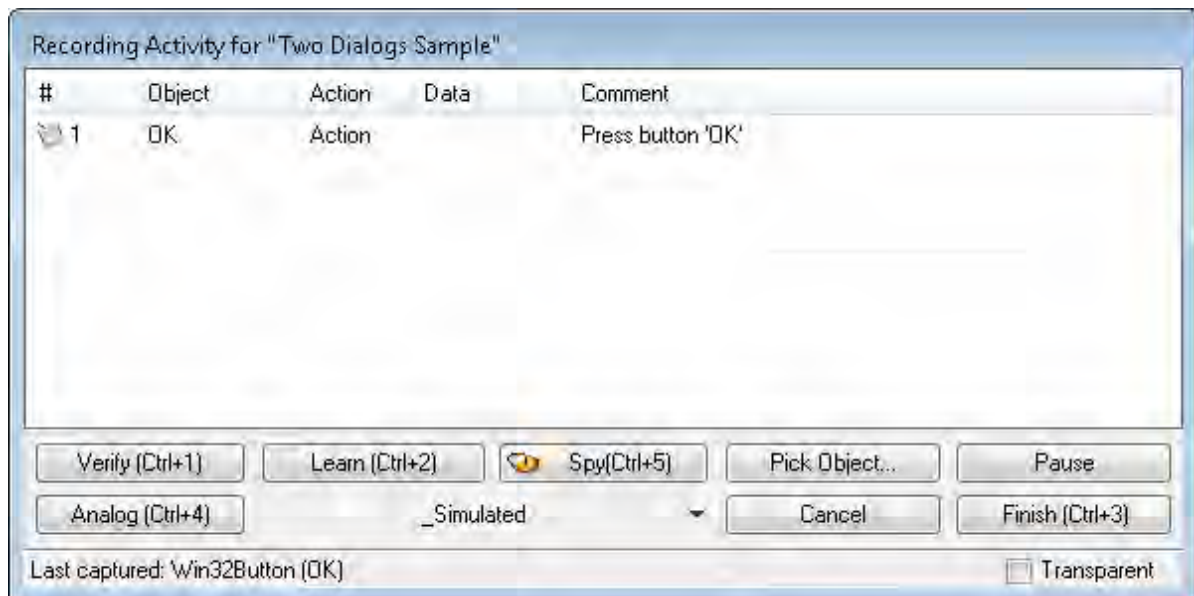 Recording Activity for "Two Dialogs Sample"
# Object Action Data Comment
1 OK Action Press button 'OK'
Verify (Ctrl+1) Learn (Ctrl+2) Spy(Ctrl+5) Pick Object... Pause
Analog (Ctrl+4) _Simulated Cancel Finish (Ctrl+3)
Last captured: Win32Button (OK) Transparent